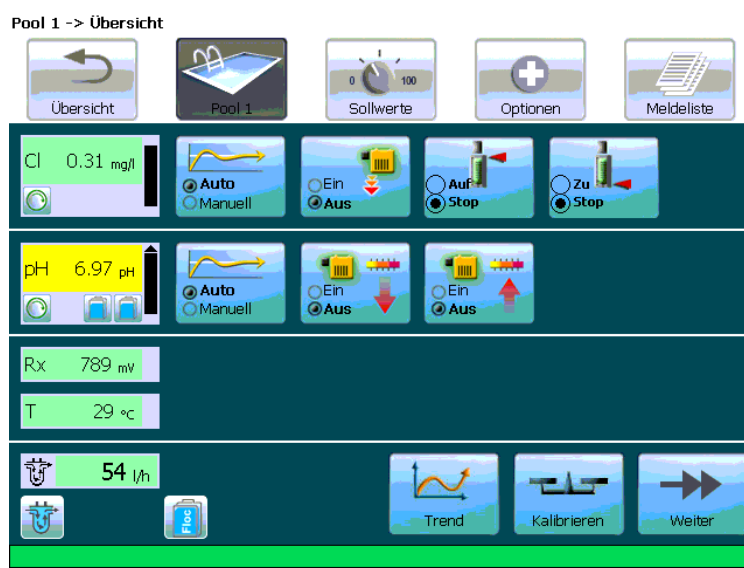 Pool 1 -> Übersicht
Übersicht
Pool 1
0 1 100
Sollwerte
Optionen
Meldeliste
Cl 0.31 mg/l
Auto
Manuell
Ein
Aus
Auf
Stop
Zu
Stop
pH 6.97 pH
Auto
Manuell
Ein
Aus
Ein
Aus
Rx 789 mV
T 29 °C
54 l/h
Floc
Trend
Kalibrieren
Weiter